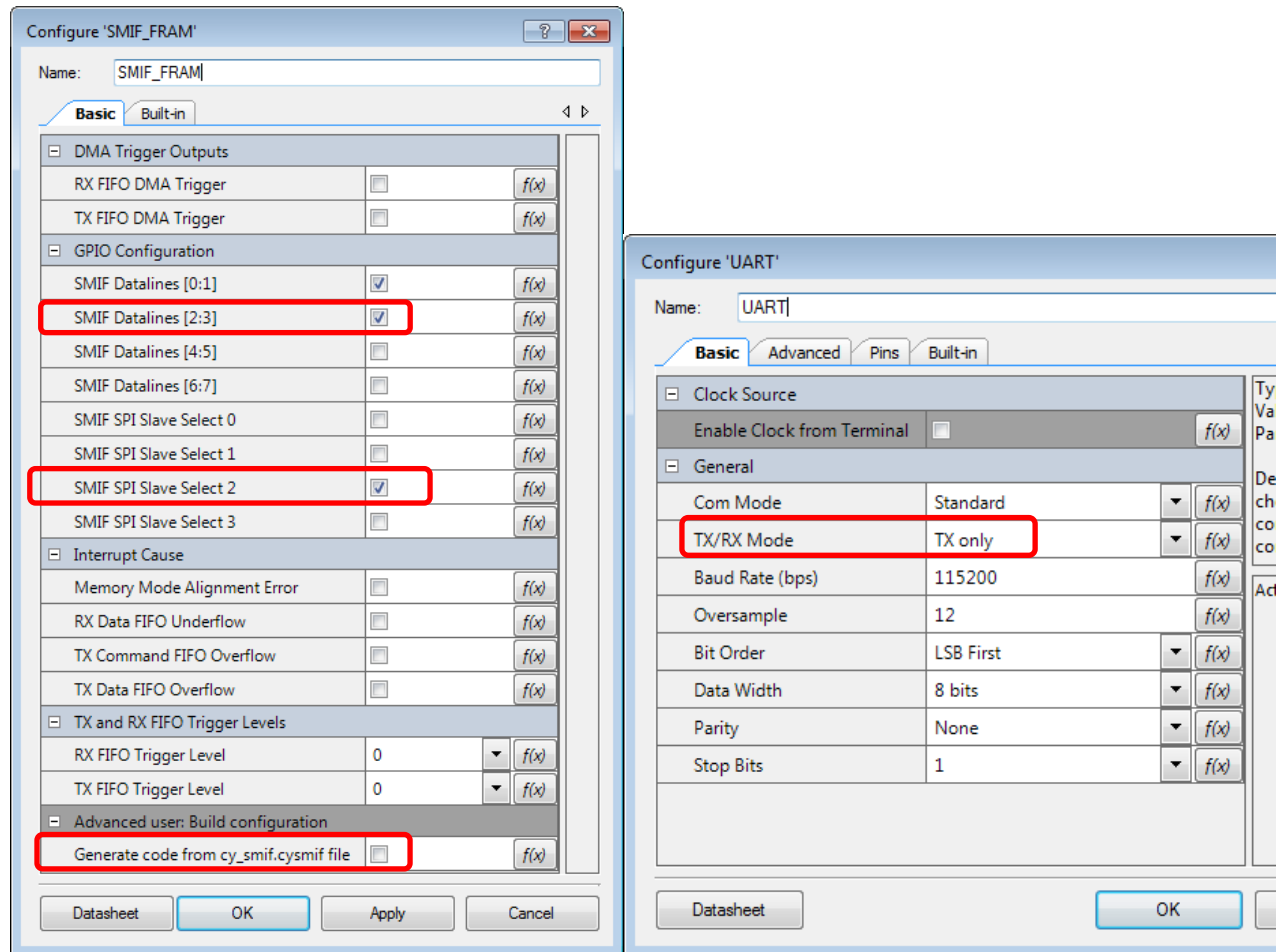 Configure 'SMIF_FRAM'
?
Name: SMIF_FRAM
Basic Built-in
DMA Trigger Outputs
RX FIFO DMA Trigger f(x)
TX FIFO DMA Trigger f(x)
GPIO Configuration
SMIF Datalines [0:1] f(x)
SMIF Datalines [2:3] f(x)
SMIF Datalines [4:5] f(x)
SMIF Datalines [6:7] f(x)
SMIF SPI Slave Select 0 f(x)
SMIF SPI Slave Select 1 f(x)
SMIF SPI Slave Select 2 f(x)
SMIF SPI Slave Select 3 f(x)
Interrupt Cause
Memory Mode Alignment Error f(x)
RX Data FIFO Underflow f(x)
TX Command FIFO Overflow f(x)
TX Data FIFO Overflow f(x)
TX and RX FIFO Trigger Levels
RX FIFO Trigger Level 0 f(x)
TX FIFO Trigger Level 0 f(x)
Advanced user: Build configuration
Generate code from cy_smif.cysmif file f(x)
Datasheet OK Apply Cancel
Configure 'UART'
Name: UART
Basic Advanced Pins Built-in
Clock Source
Enable Clock from Terminal f(x)
General
Com Mode Standard f(x)
TX/RX Mode TX only f(x)
Baud Rate (bps) 115200 f(x)
Oversample 12 f(x)
Bit Order LSB First f(x)
Data Width 8 bits f(x)
Parity None f(x)
Stop Bits 1 f(x)
Datasheet OK